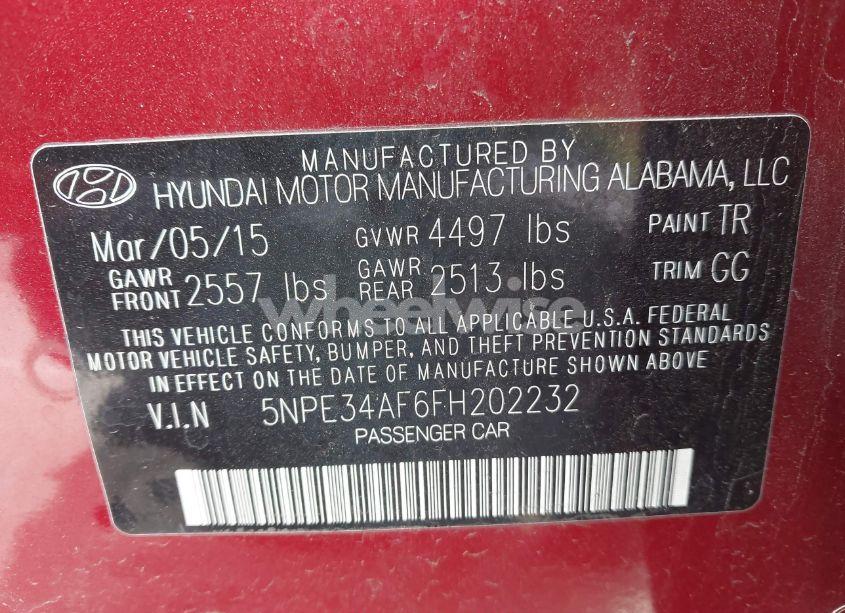 MANUFACTURED BY
HYUNDAI MOTOR MANUFACTURING ALABAMA, LLC
Mar/05/15 GVWR 4497 lbs PAINT TR
GAWR FRONT 2557 lbs GAWR REAR 2513 lbs TRIM GG
wheelwise
THIS VEHICLE CONFORMS TO ALL APPLICABLE U.S.A. FEDERAL
MOTOR VEHICLE SAFETY, BUMPER, AND THEFT PREVENTION STANDARDS
IN EFFECT ON THE DATE OF MANUFACTURE SHOWN ABOVE
V.I.N 5NPE34AF6FH202232
PASSENGER CAR